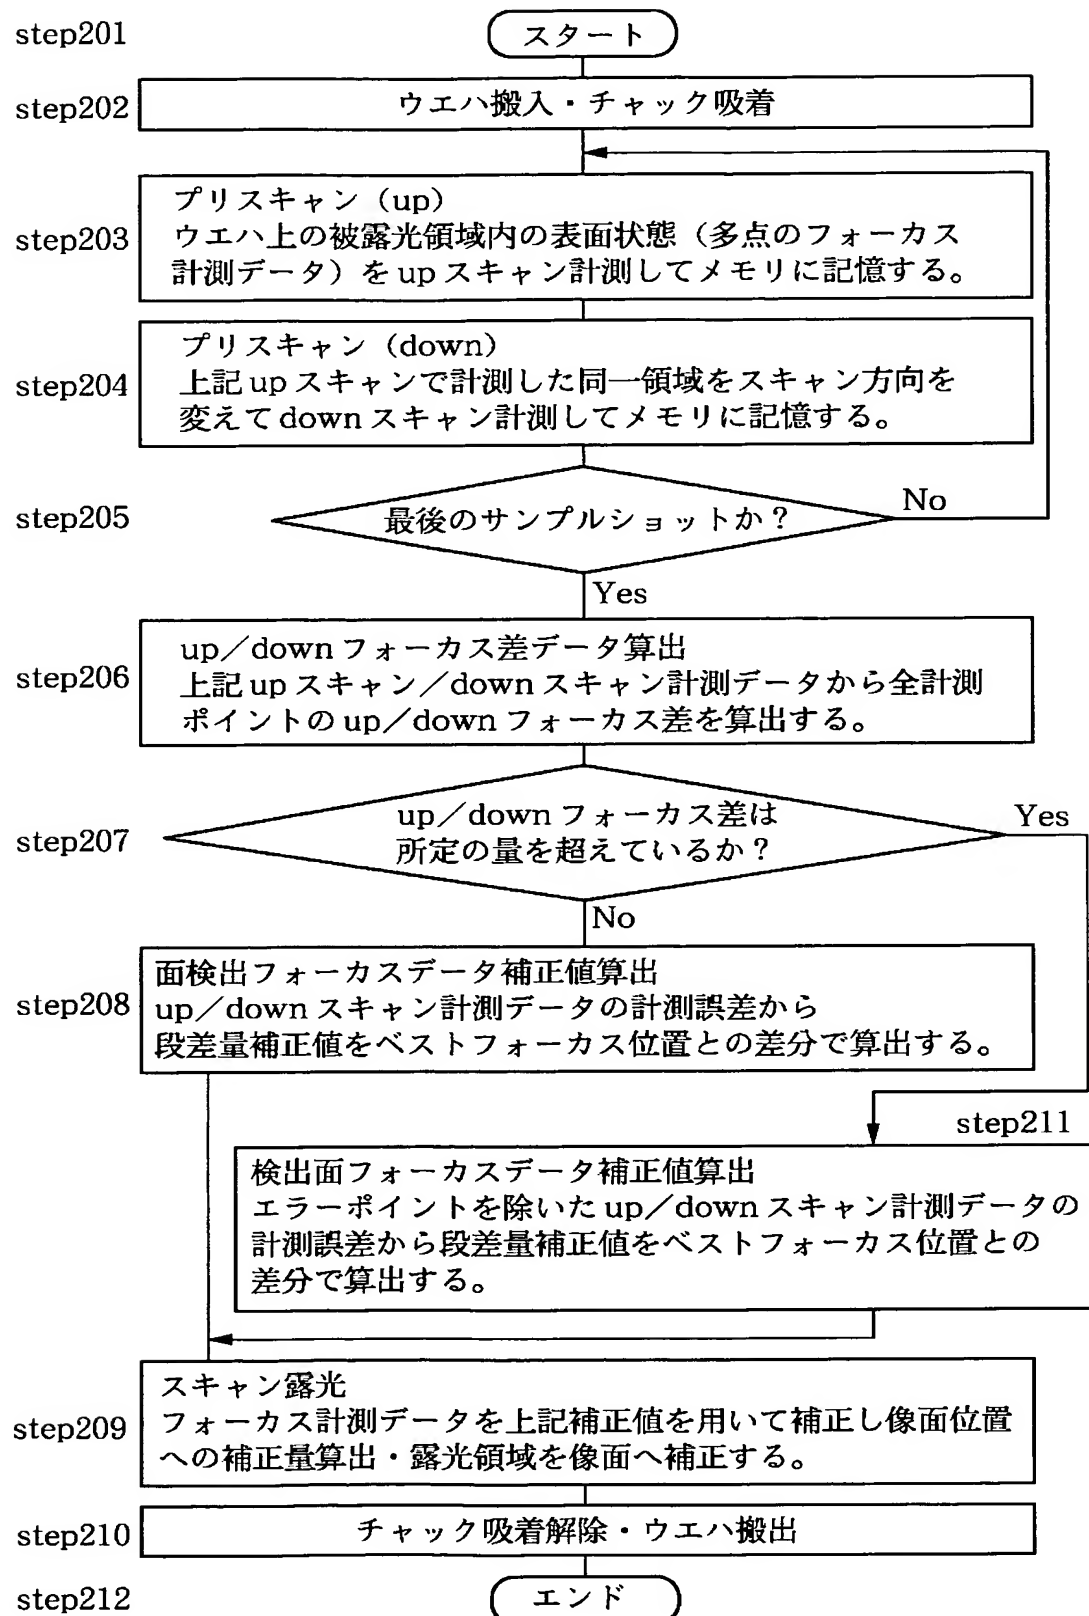 step201
スタート
step202
ウエハ搬入・チャック吸着
step203
プリスキャン（up）
ウエハ上の被露光領域内の表面状態（多点のフォーカス
計測データ）をupスキャン計測してメモリに記憶する。
step204
プリスキャン（down）
上記upスキャンで計測した同一領域をスキャン方向を
変えてdownスキャン計測してメモリに記憶する。
step205
最後のサンプルショットか？
No
Yes
step206
up／downフォーカス差データ算出
上記upスキャン／downスキャン計測データから全計測
ポイントのup／downフォーカス差を算出する。
step207
up／downフォーカス差は
所定の量を超えているか？
Yes
No
step208
面検出フォーカスデータ補正値算出
up／downスキャン計測データの計測誤差から
段差量補正値をベストフォーカス位置との差分で算出する。
step211
検出面フォーカスデータ補正値算出
エラーポイントを除いたup／downスキャン計測データの
計測誤差から段差量補正値をベストフォーカス位置との
差分で算出する。
step209
スキャン露光
フォーカス計測データを上記補正値を用いて補正し像面位置
への補正量算出・露光領域を像面へ補正する。
step210
チャック吸着解除・ウエハ搬出
step212
エンド